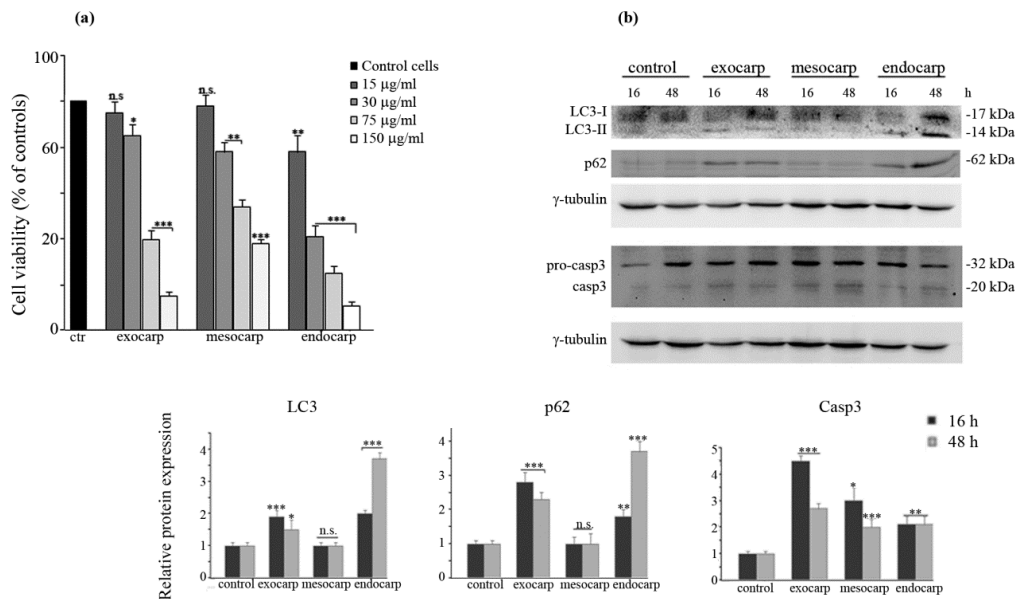 (a)
100
60
20
0
Cell viability (% of controls)
n.s
*
***
n.s.
**
***
**
***
Control cells
15 µg/ml
30 µg/ml
75 µg/ml
150 µg/ml
ctr exocarp mesocarp endocarp
(b)
control exocarp mesocarp endocarp
16 48 16 48 16 48 16 48 h
LC3-I -17 kDa
LC3-II -14 kDa
p62 -62 kDa
γ-tubulin
pro-casp3 -32 kDa
casp3 -20 kDa
γ-tubulin
Relative protein expression
LC3
4
3
2
1
0
***
*
n.s.
***
control exocarp mesocarp endocarp
p62
4
3
2
1
0
***
n.s.
**
***
control exocarp mesocarp endocarp
Casp3
5
4
3
2
1
0
***
*
***
**
control exocarp mesocarp endocarp
16 h
48 h